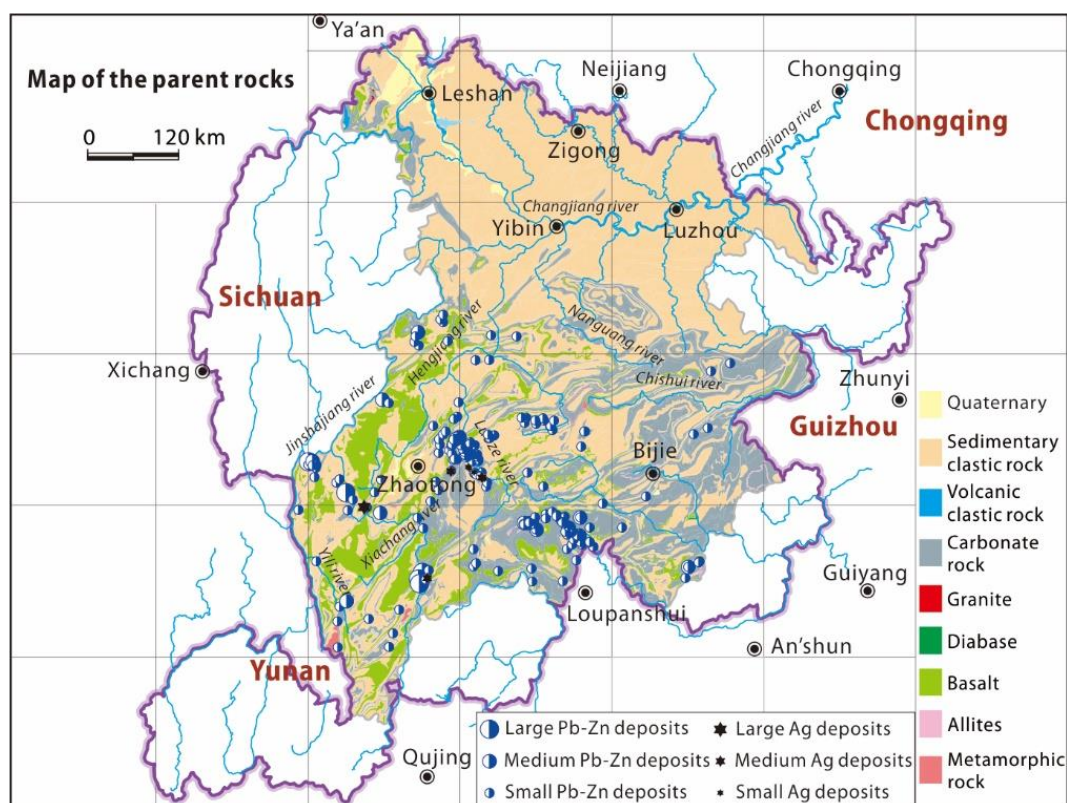 Ya'an
Map of the parent rocks
Neijiang
Chongqing
Leshan
0 120 km
Chongqing
Zigong
Changjiang river
Changjiang river
Yibin
Luzhou
Sichuan
Nanguang river
Hengjiang river
Xichang
Chishui river
Zhunyi
Jinshajiang river
Guizhou
Quaternary
Sedimentary
clastic rock
Bijie
Zhaotong
Xiachang river
Volcanic
clastic rock
Carbonate
rock
Guiyang
Loupanshui
Granite
An'shun
Diabase
Yunan
Basalt
Large Pb-Zn deposits
Large Ag deposits
Allites
Medium Pb-Zn deposits
Medium Ag deposits
Metamorphic
rock
Qujing
Small Pb-Zn deposits
Small Ag deposits